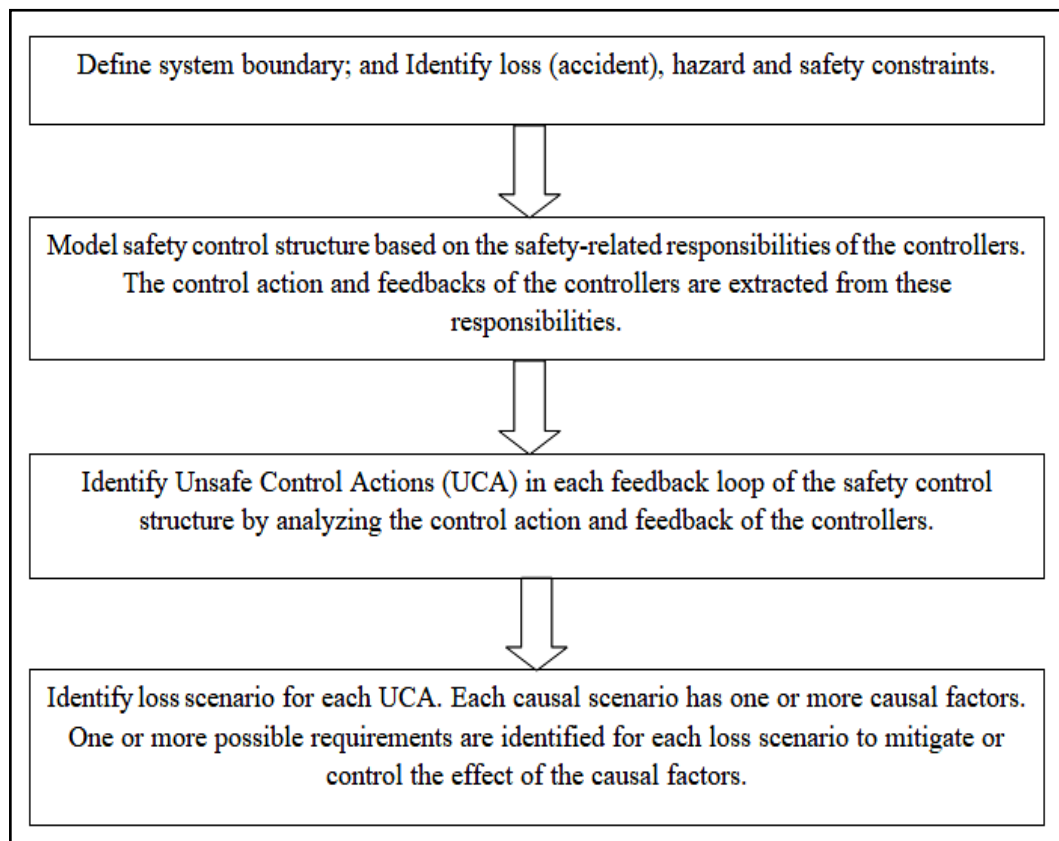 Define system boundary; and Identify loss (accident), hazard and safety constraints.
Model safety control structure based on the safety-related responsibilities of the controllers.
The control action and feedbacks of the controllers are extracted from these
responsibilities.
Identify Unsafe Control Actions (UCA) in each feedback loop of the safety control
structure by analyzing the control action and feedback of the controllers.
Identify loss scenario for each UCA. Each causal scenario has one or more causal factors.
One or more possible requirements are identified for each loss scenario to mitigate or
control the effect of the causal factors.